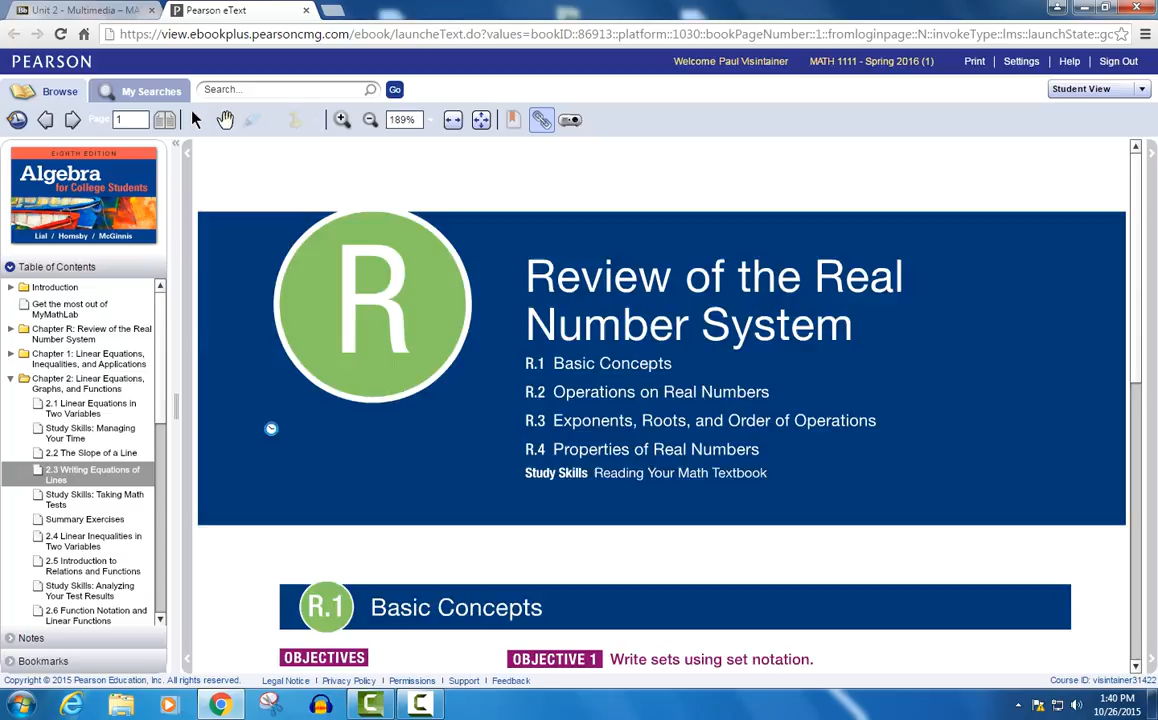 Unit 2 - Multimedia – MA
Pearson eText
https://view.ebookplus.pearsoncmg.com/ebook/launcheText.do?values=bookID::86913::platform::1030::bookPageNumber::1::fromloginpage::N::invokeType::lms::launchState::gc
PEARSON
Welcome Paul Visintainer
MATH 1111 - Spring 2016 (1)
Print
Settings
Help
Sign Out
Browse
My Searches
Search...
Go
Student View
Page 1
189%
EIGHTH EDITION
Algebra
for College Students
Lial / Hornsby / McGinnis
Table of Contents
Introduction
Get the most out of
MyMathLab
Chapter R: Review of the Real
Number System
Chapter 1: Linear Equations,
Inequalities, and Applications
Chapter 2: Linear Equations,
Graphs, and Functions
2.1 Linear Equations in
Two Variables
Study Skills: Managing
Your Time
2.2 The Slope of a Line
2.3 Writing Equations of
Lines
Study Skills: Taking Math
Tests
Summary Exercises
2.4 Linear Inequalities in
Two Variables
2.5 Introduction to
Relations and Functions
Study Skills: Analyzing
Your Test Results
2.6 Function Notation and
Linear Functions
Notes
Bookmarks
R
Review of the Real
Number System
R.1 Basic Concepts
R.2 Operations on Real Numbers
R.3 Exponents, Roots, and Order of Operations
R.4 Properties of Real Numbers
Study Skills Reading Your Math Textbook
R.1 Basic Concepts
OBJECTIVES
OBJECTIVE 1 Write sets using set notation.
Copyright © 2015 Pearson Education, Inc. All rights reserved.
Legal Notice | Privacy Policy | Permissions | Support | Feedback
Course ID: visintainer31422
1:40 PM
10/26/2015